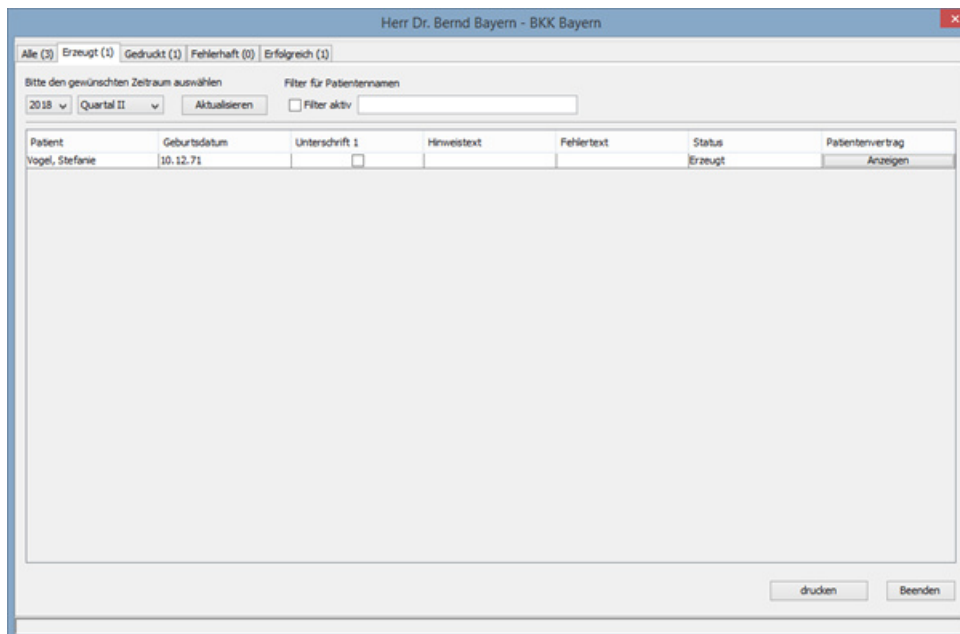 Herr Dr. Bernd Bayern - BKK Bayern
Alle (3) Erzeugt (1) Gedruckt (1) Fehlerhaft (0) Erfolgreich (1)
Bitte den gewünschten Zeitraum auswählen Filter für Patientennamen
2018 Quartal II Aktualisieren Filter aktiv
Patient Geburtsdatum Unterschrift 1 Hinweistext Fehlertext Status Patientenvertrag
Vogel, Stefanie 10.12.71 Erzeugt Anzeigen
drucken Beenden